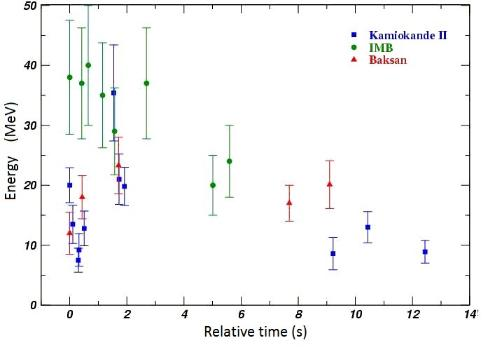 50
40
30
20
10
0
Energy (MeV)
Kamiokande II
IMB
Baksan
0 2 4 6 8 10 12 14
Relative time (s)